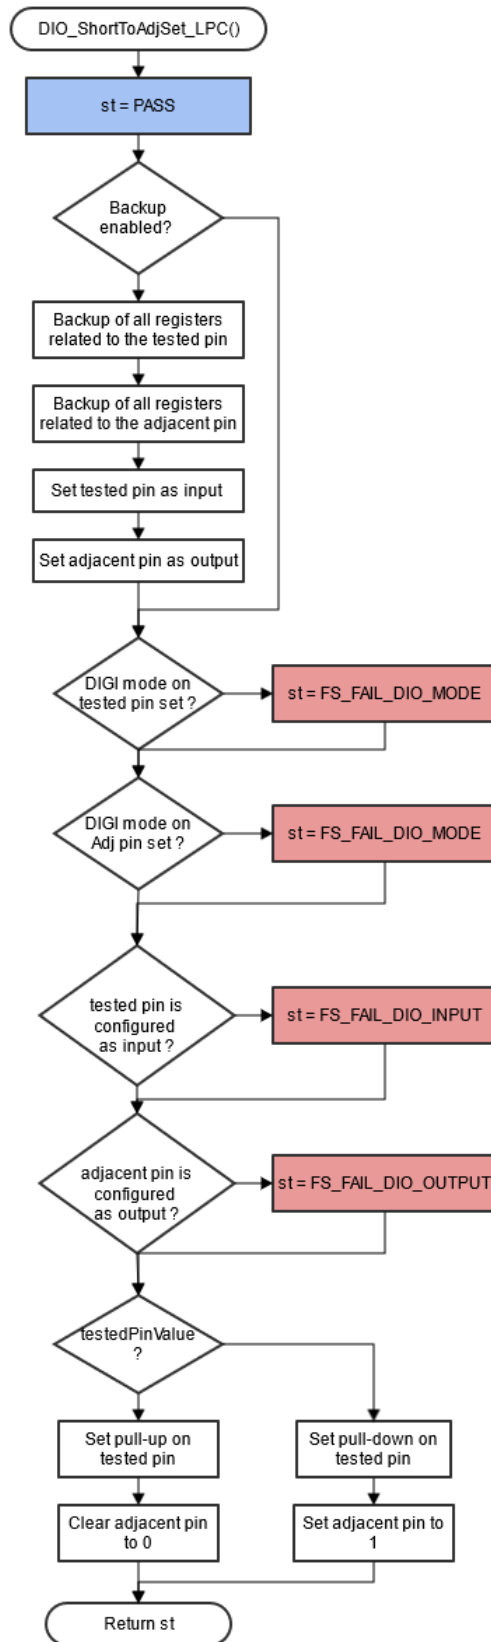 DIO_ShortToAdjSet_LPC()
st = PASS
Backup
enabled?
Backup of all registers
related to the tested pin
Backup of all registers
related to the adjacent pin
Set tested pin as input
Set adjacent pin as output
DIGI mode on
tested pin set ?
st = FS_FAIL_DIO_MODE
DIGI mode on
Adj pin set ?
st = FS_FAIL_DIO_MODE
tested pin is
configured
as input ?
st = FS_FAIL_DIO_INPUT
adjacent pin is
configured
as output ?
st = FS_FAIL_DIO_OUTPUT
testedPinValue
?
Set pull-up on
tested pin
Set pull-down on
tested pin
Clear adjacent pin
to 0
Set adjacent pin to
1
Return st